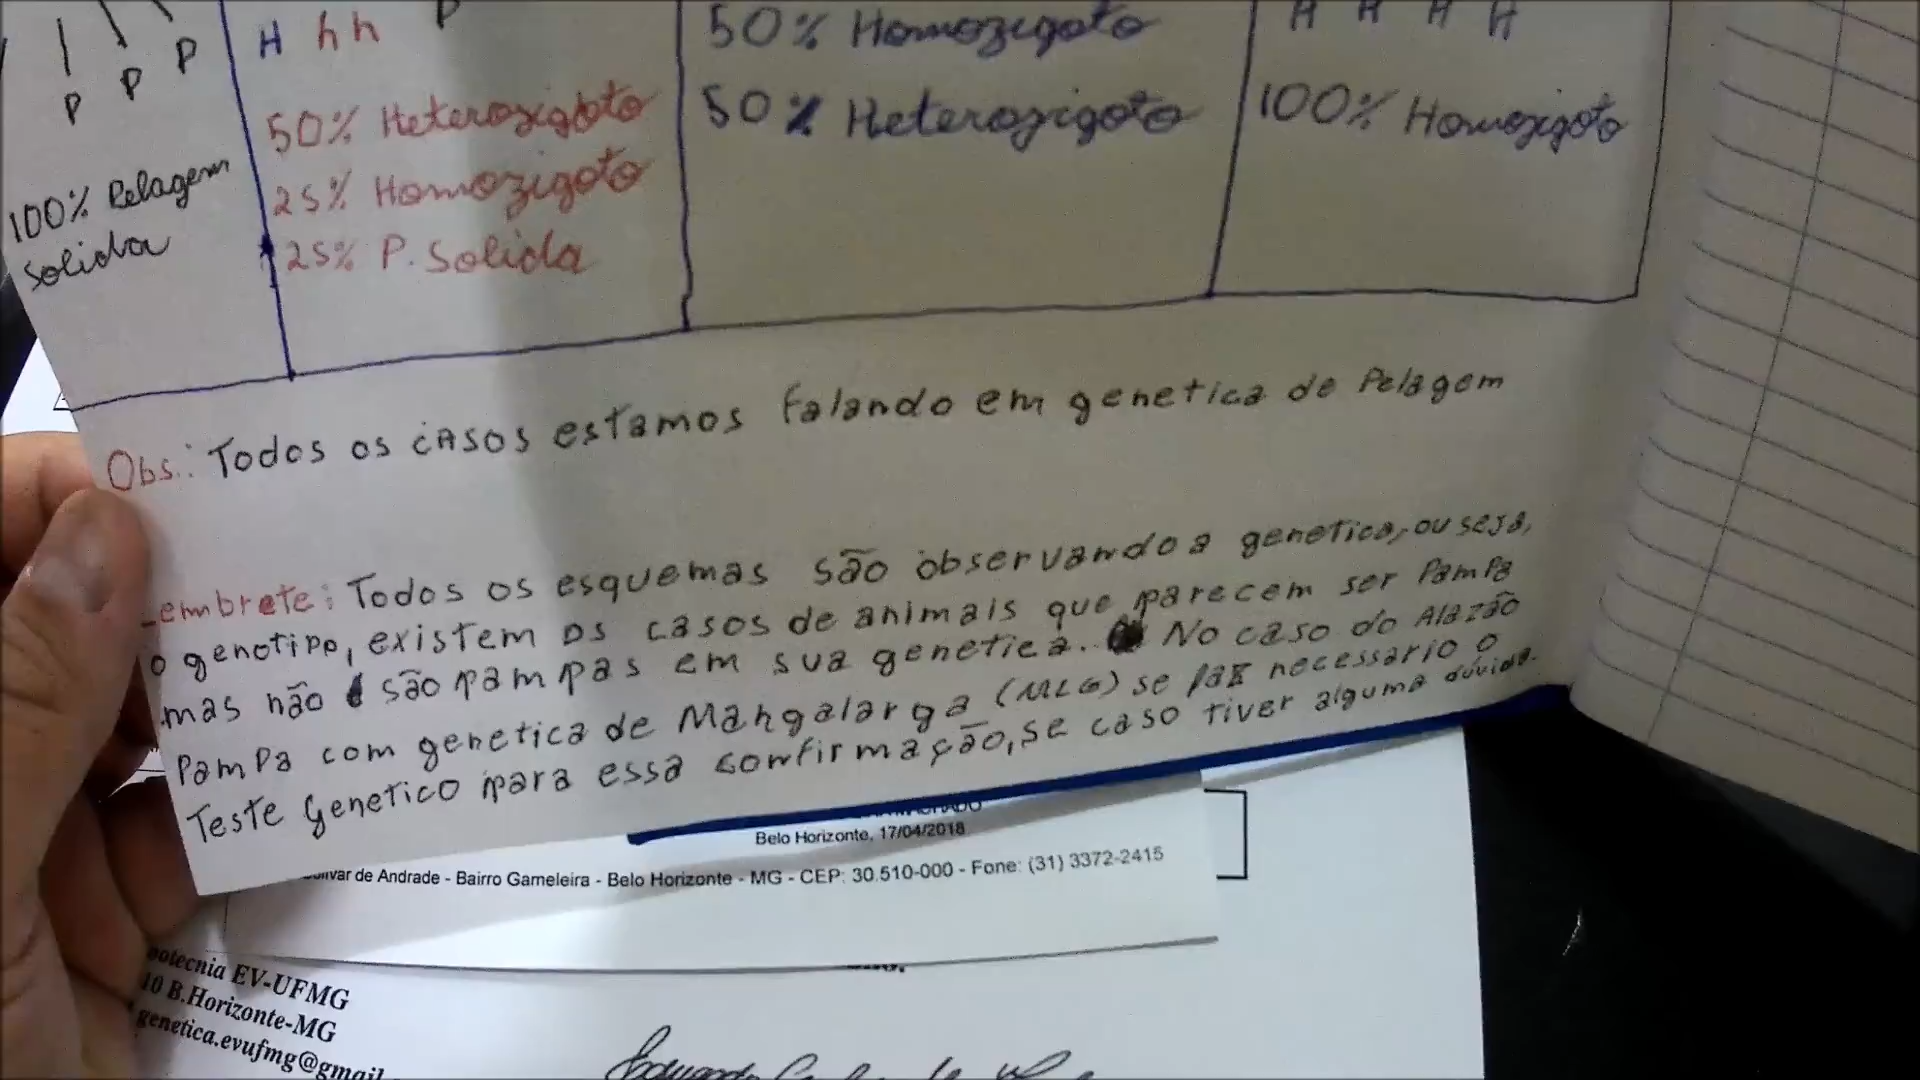 P P P
100% Pelagem
solida
H h h P
50% Heterozigoto
25% Homozigoto
25% P. Solida
50% Homozigoto
50% Heterozigoto
H H H H
100% Homozigoto
Obs.: Todos os casos estamos falando em genetica de Pelagem
Lembrete: Todos os esquemas são observando a genetica, ou seja,
o genotipo, existem os casos de animais que parecem ser Pampa
mas não são pampas em sua genetica. No caso do Alazão
Pampa com genetica de Mangalarga (MLG) se faz necessario o
Teste Genetico para essa confirmação, se caso tiver alguma dúvida.
Belo Horizonte, 17/04/2018
de Andrade - Bairro Gameleira - Belo Horizonte - MG - CEP: 30.510-000 - Fone: (31) 3372-2415
ootecnia EV-UFMG
10 B.Horizonte-MG
genetica.evufmg@gmail